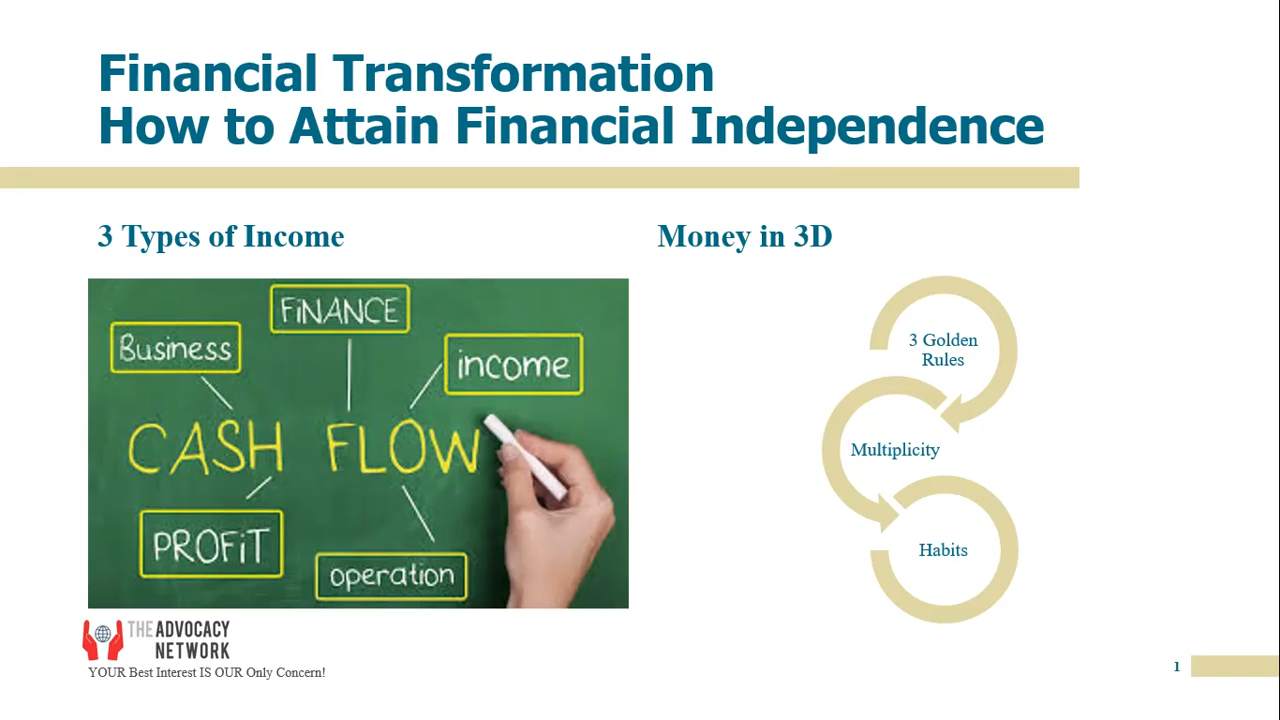 Financial Transformation
How to Attain Financial Independence
3 Types of Income
FiNANCE
Business
income
CASH FLOW
PROFiT
operation
Money in 3D
3 Golden
Rules
Multiplicity
Habits
THE ADVOCACY
NETWORK
YOUR Best Interest IS OUR Only Concern!
1